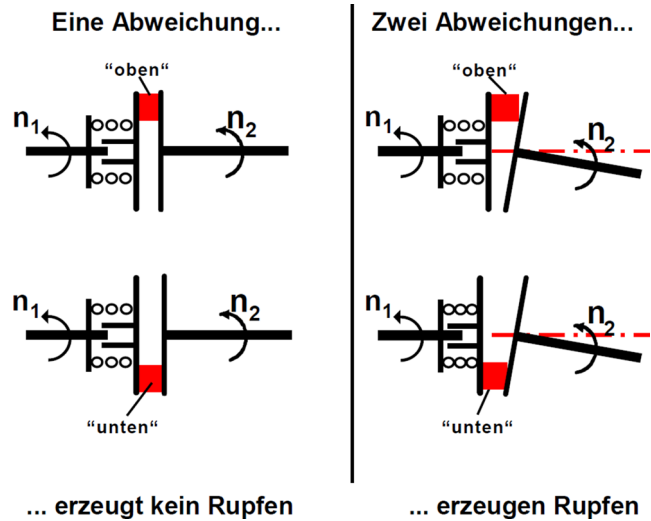 Eine Abweichung...
"oben"
n1
n2
n1
n2
"unten"
... erzeugt kein Rupfen
Zwei Abweichungen...
"oben"
n1
n2
n1
n2
"unten"
... erzeugen Rupfen